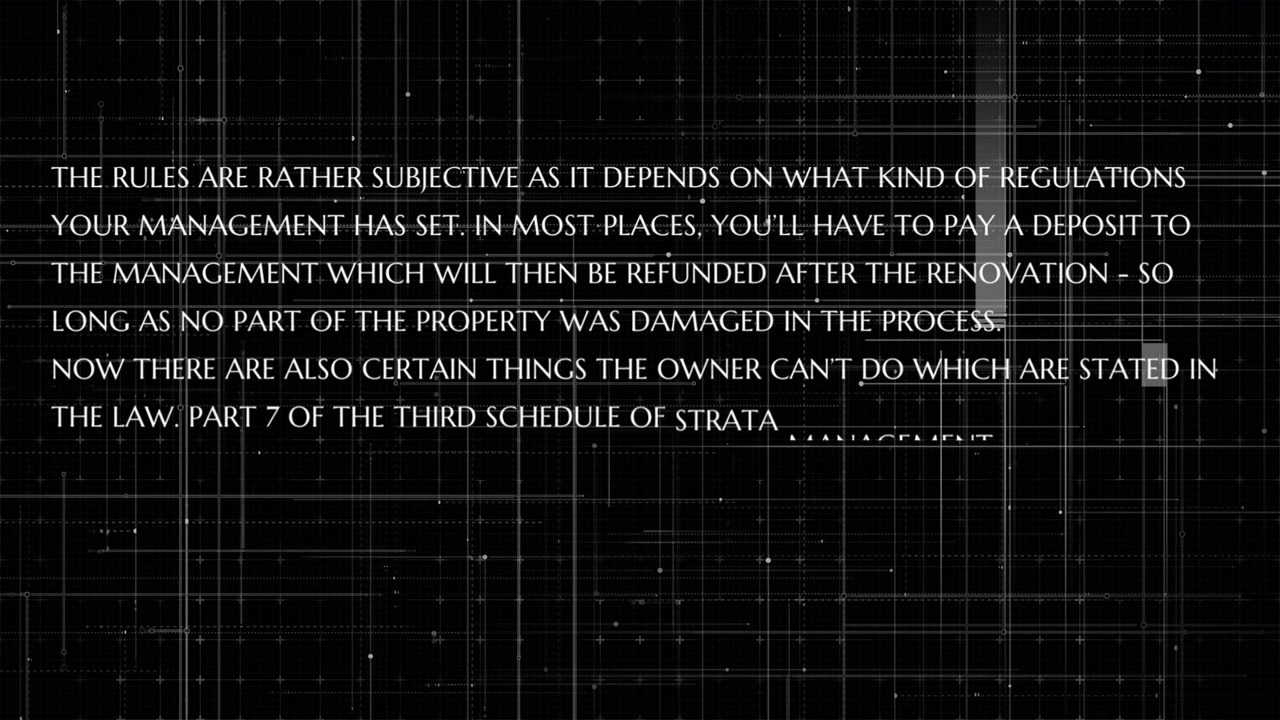 THE RULES ARE RATHER SUBJECTIVE AS IT DEPENDS ON WHAT KIND OF REGULATIONS
YOUR MANAGEMENT HAS SET. IN MOST PLACES, YOU'LL HAVE TO PAY A DEPOSIT TO
THE MANAGEMENT WHICH WILL THEN BE REFUNDED AFTER THE RENOVATION – SO
LONG AS NO PART OF THE PROPERTY WAS DAMAGED IN THE PROCESS.
NOW THERE ARE ALSO CERTAIN THINGS THE OWNER CAN'T DO WHICH ARE STATED IN
THE LAW. PART 7 OF THE THIRD SCHEDULE OF STRATA